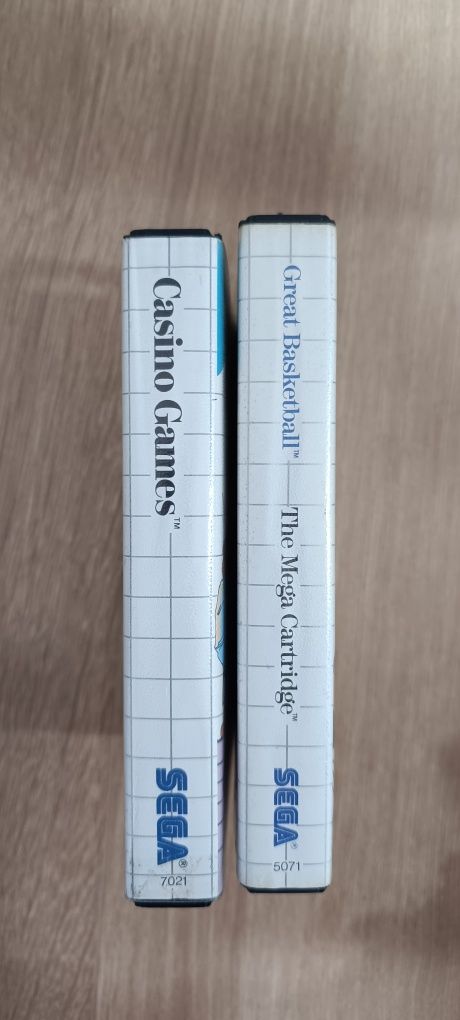 Casino Games™
SEGA®
7021
Great Basketball™
The Mega Cartridge™
SEGA®
5071